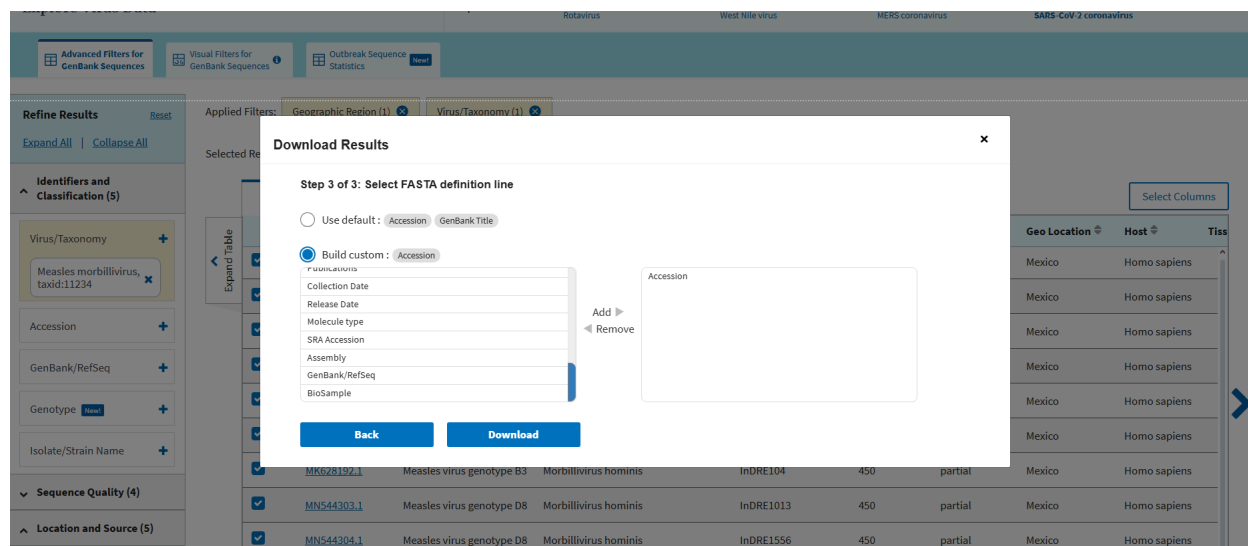 Rotavirus West Nile virus MERS coronavirus SARS-CoV-2 coronavirus
Advanced Filters for
GenBank Sequences
Visual Filters for
GenBank Sequences
Outbreak Sequence
Statistics
New!
Refine Results Reset
Expand All | Collapse All
Applied Filters: Geographic Region (1) Virus/Taxonomy (1)
Selected Re
Identifiers and
Classification (5)
Virus/Taxonomy
Measles morbillivirus,
taxid:11234
Accession
GenBank/RefSeq
Genotype New!
Isolate/Strain Name
Sequence Quality (4)
Location and Source (5)
Expand Table
Download Results
Step 3 of 3: Select FASTA definition line
Use default : Accession GenBank Title
Build custom : Accession
Publications
Collection Date
Release Date
Molecule type
SRA Accession
Assembly
GenBank/RefSeq
BioSample
Add
Remove
Accession
Back Download
Select Columns
Geo Location Host Tiss
Mexico Homo sapiens
Mexico Homo sapiens
Mexico Homo sapiens
Mexico Homo sapiens
Mexico Homo sapiens
Mexico Homo sapiens
MK628192.1 Measles virus genotype B3 Morbillivirus hominis InDRE104 450 partial Mexico Homo sapiens
MN544303.1 Measles virus genotype D8 Morbillivirus hominis InDRE1013 450 partial Mexico Homo sapiens
MN544304.1 Measles virus genotype D8 Morbillivirus hominis InDRE1556 450 partial Mexico Homo sapiens